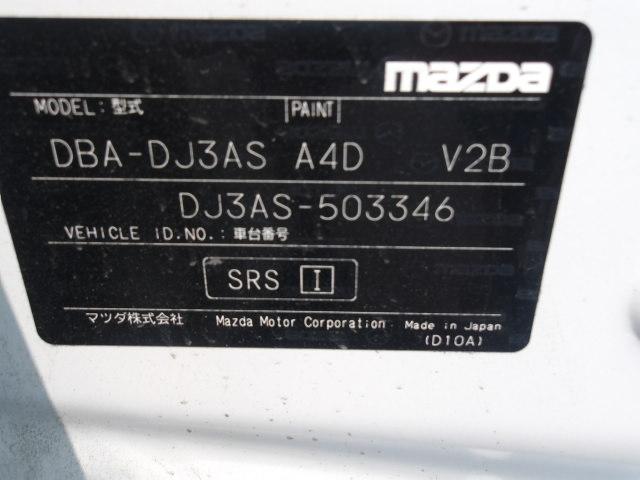 mazda
MODEL: 型式 PAINT
DBA-DJ3AS A4D V2B
DJ3AS-503346
VEHICLE ID.NO.: 車台番号
SRS I
マツダ株式会社 Mazda Motor Corporation Made in Japan
(D10A)